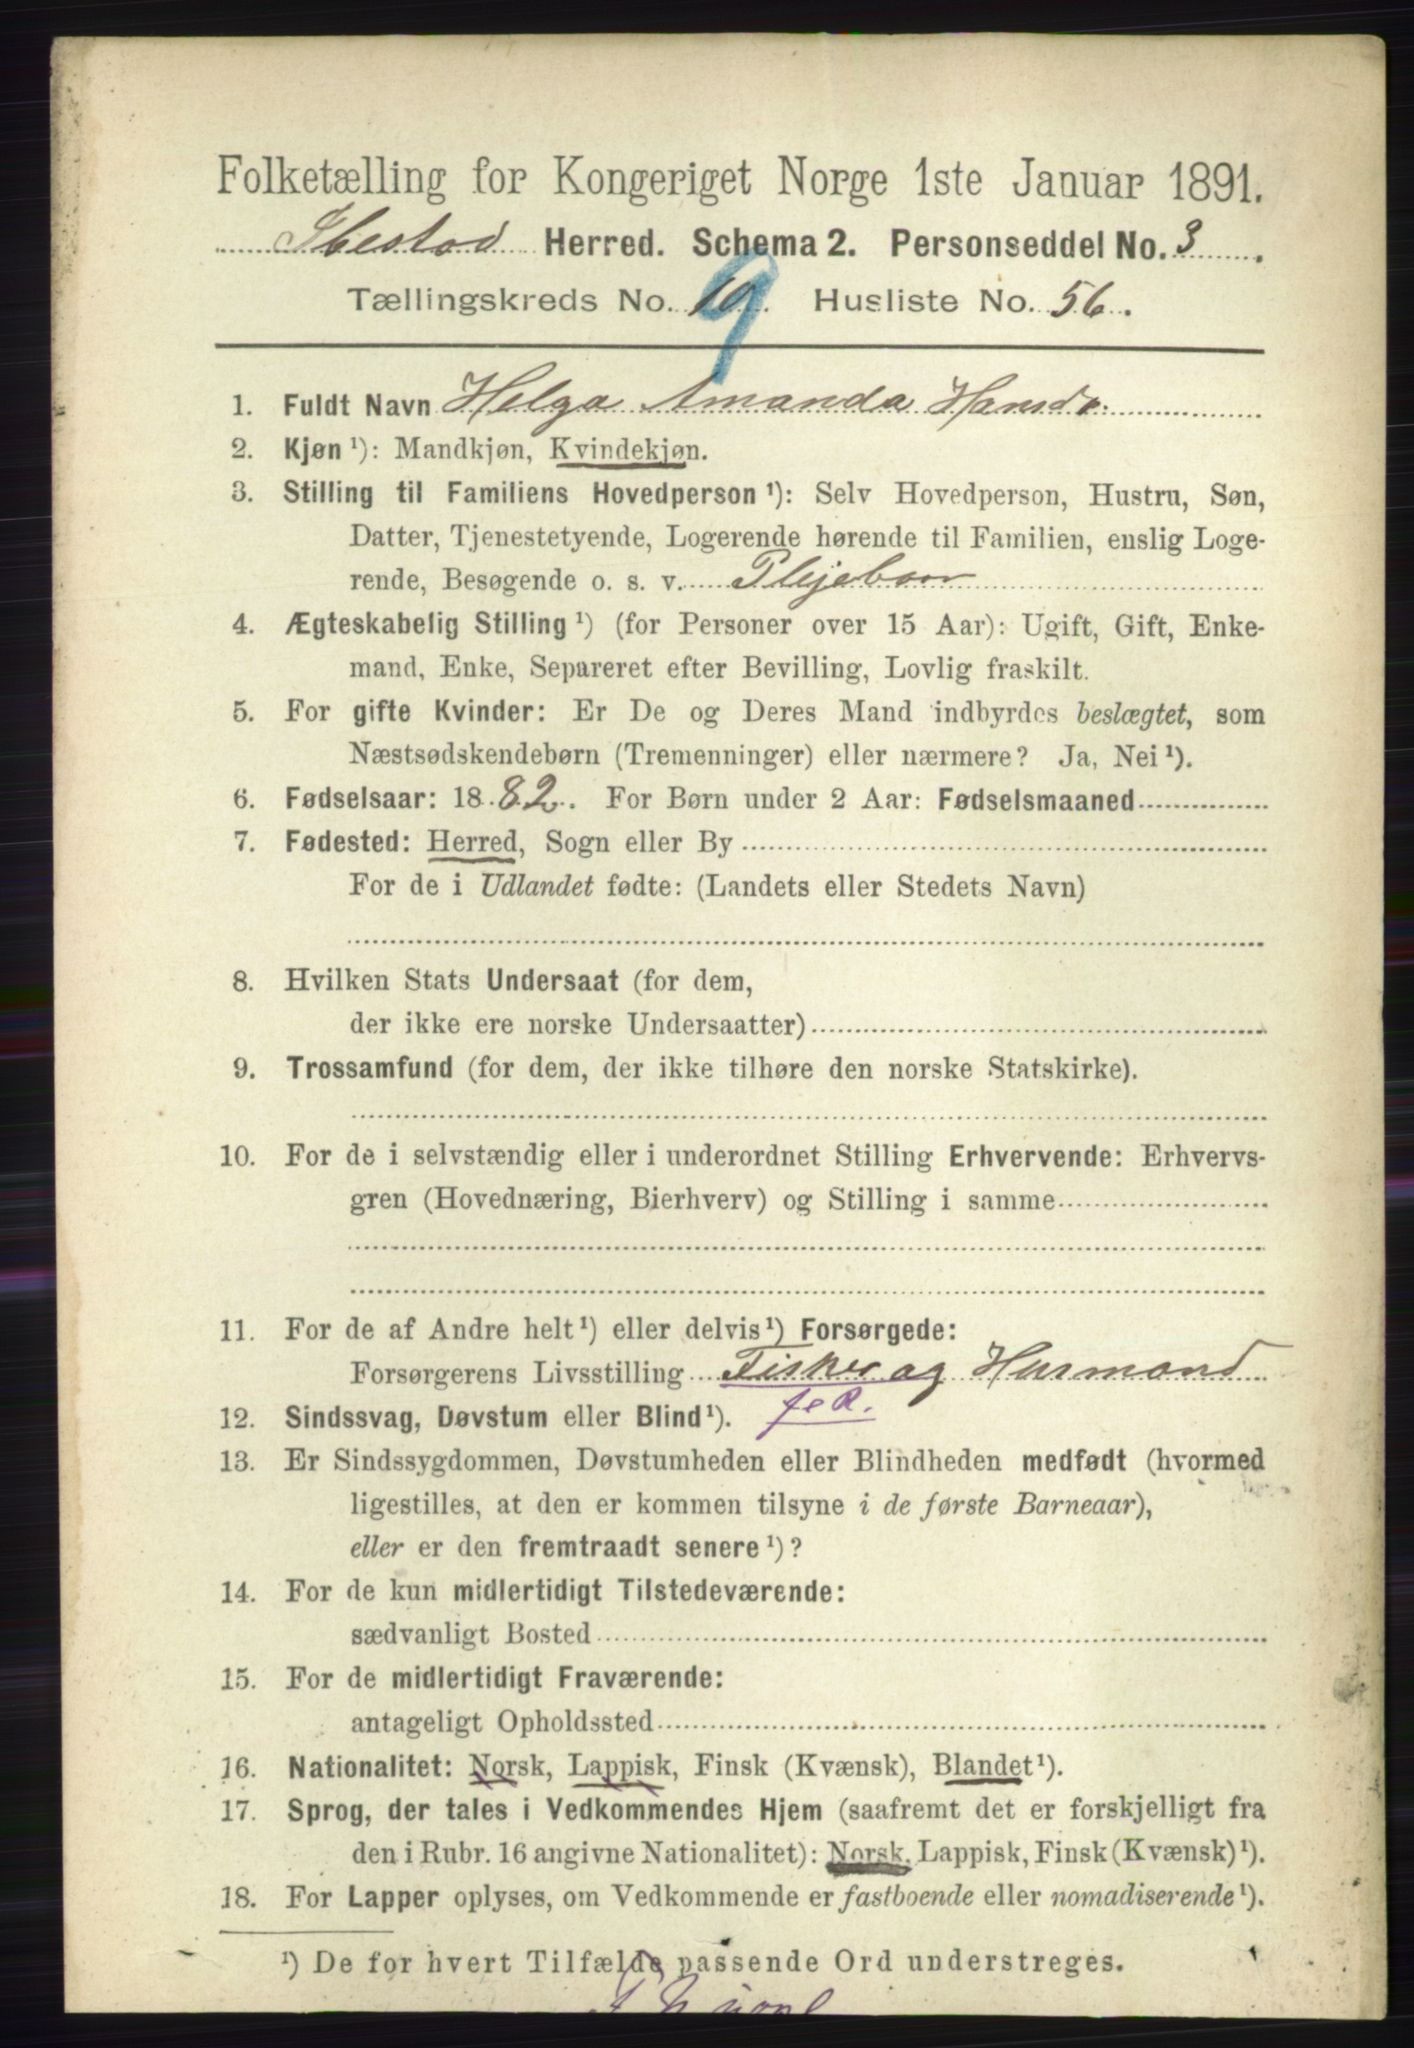 Folketælling for Kongeriget Norge 1ste Januar 1891.
Ibestad Herred. Schema 2. Personseddel No. 3.
Tællingskreds No. 10. Husliste No. 56.
9
1. Fuldt Navn Helga Amanda Hansdr
2. Kjøn ¹): Mandkjøn, Kvindekjøn.
3. Stilling til Familiens Hovedperson ¹): Selv Hovedperson, Hustru, Søn,
Datter, Tjenestetyende, Logerende hørende til Familien, enslig Loge-
rende, Besøgende o. s. v. Plejebarn
4. Ægteskabelig Stilling ¹) (for Personer over 15 Aar): Ugift, Gift, Enke-
mand, Enke, Separeret efter Bevilling, Lovlig fraskilt.
5. For gifte Kvinder: Er De og Deres Mand indbyrdes beslægtet, som
Næstsødskendebørn (Tremenninger) eller nærmere? Ja, Nei ¹).
6. Fødselsaar: 1882. For Børn under 2 Aar: Fødselsmaaned
7. Fødested: Herred, Sogn eller By
For de i Udlandet fødte: (Landets eller Stedets Navn)
8. Hvilken Stats Undersaat (for dem,
der ikke ere norske Undersaatter)
9. Trossamfund (for dem, der ikke tilhøre den norske Statskirke).
10. For de i selvstændig eller i underordnet Stilling Erhvervende: Erhvervs-
gren (Hovednæring, Bierhverv) og Stilling i samme
11. For de af Andre helt ¹) eller delvis ¹) Forsørgede:
Forsørgerens Livsstilling Fisker og Husmand
12. Sindssvag, Døvstum eller Blind ¹).
13. Er Sindssygdommen, Døvstumheden eller Blindheden medfødt (hvormed
ligestilles, at den er kommen tilsyne i de første Barneaar),
eller er den fremtraadt senere ¹)?
14. For de kun midlertidigt Tilstedeværende:
sædvanligt Bosted
15. For de midlertidigt Fraværende:
antageligt Opholdssted
16. Nationalitet: Norsk, Lappisk, Finsk (Kvænsk), Blandet ¹).
17. Sprog, der tales i Vedkommendes Hjem (saafremt det er forskjelligt fra
den i Rubr. 16 angivne Nationalitet): Norsk, Lappisk, Finsk (Kvænsk) ¹).
18. For Lapper oplyses, om Vedkommende er fastboende eller nomadiserende ¹).
¹) De for hvert Tilfælde passende Ord understreges.